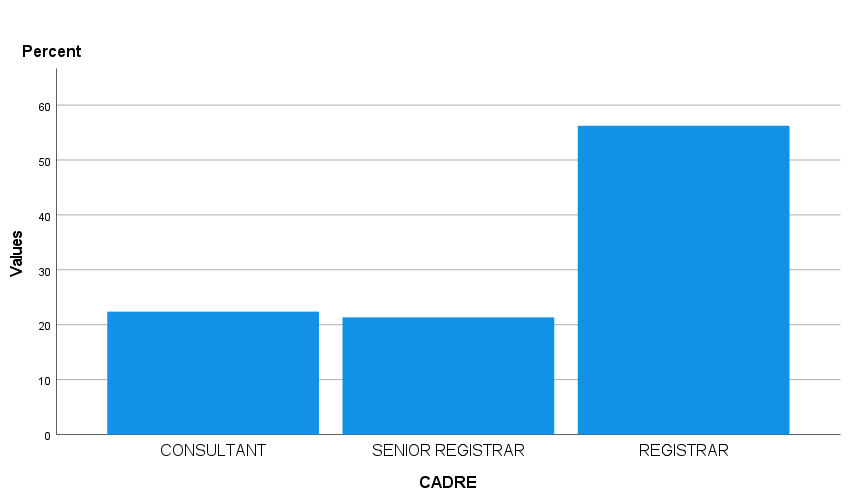 Percent
60
50
40
30
20
10
0
Values
CONSULTANT SENIOR REGISTRAR REGISTRAR
CADRE